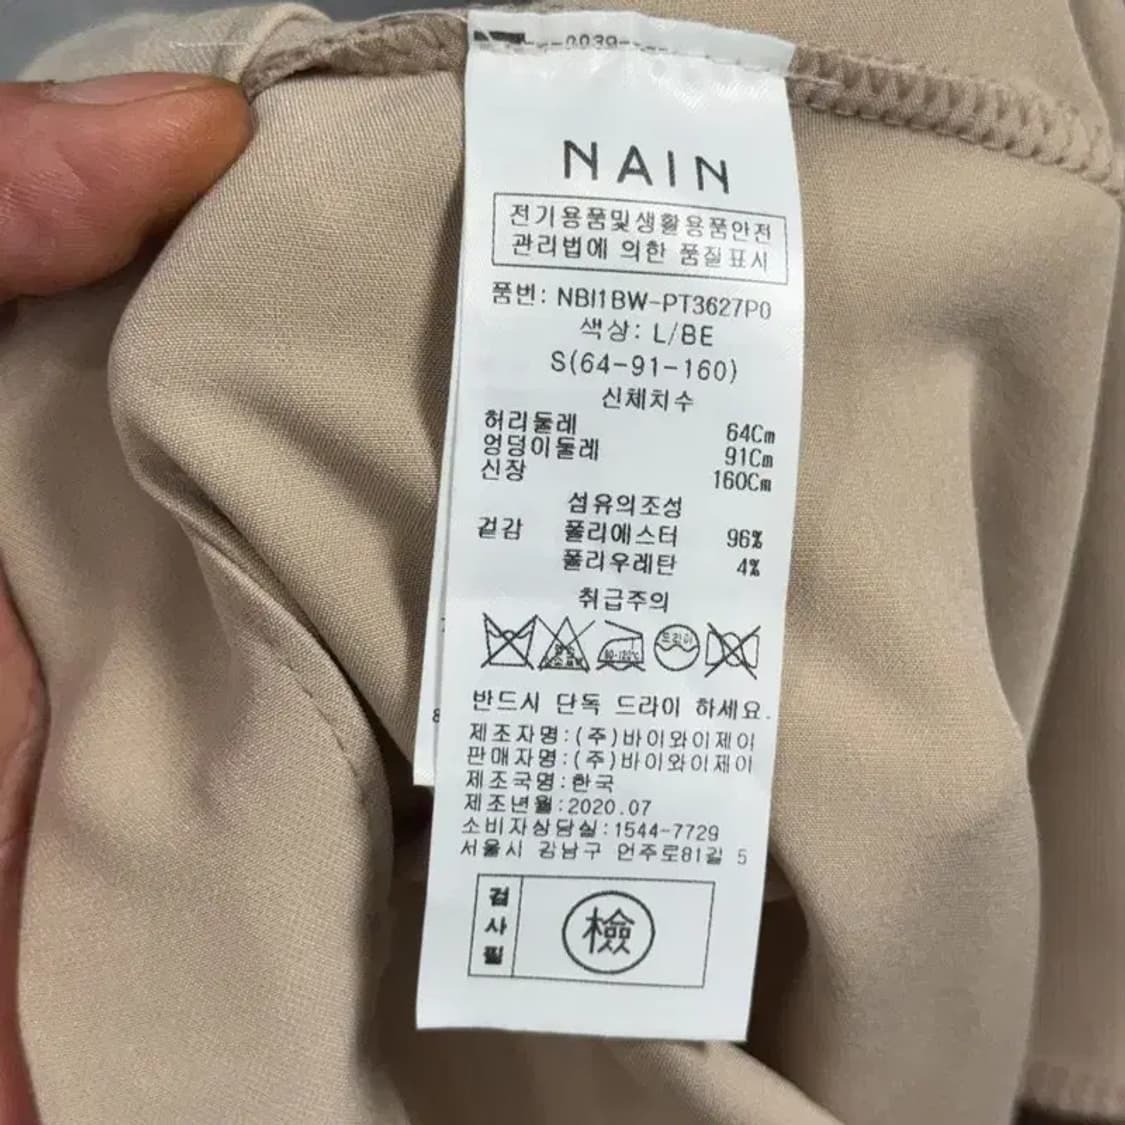 0039
NAIN
전기용품및생활용품안전
관리법에 의한 품질표시
품번: NBI1BW-PT3627P0
색상: L/BE
S(64-91-160)
신체치수
허리둘레 64Cm
엉덩이둘레 91Cm
신장 160Cm
섬유의조성
겉감 폴리에스터 96%
폴리우레탄 4%
취급주의
드라이
반드시 단독 드라이 하세요.
제조자명:(주)바이와이제이
판매자명:(주)바이와이제이
제조국명:한국
제조년월:2020.07
소비자상담실:1544-7729
서울시 강남구 언주로81길 5
검사필
檢